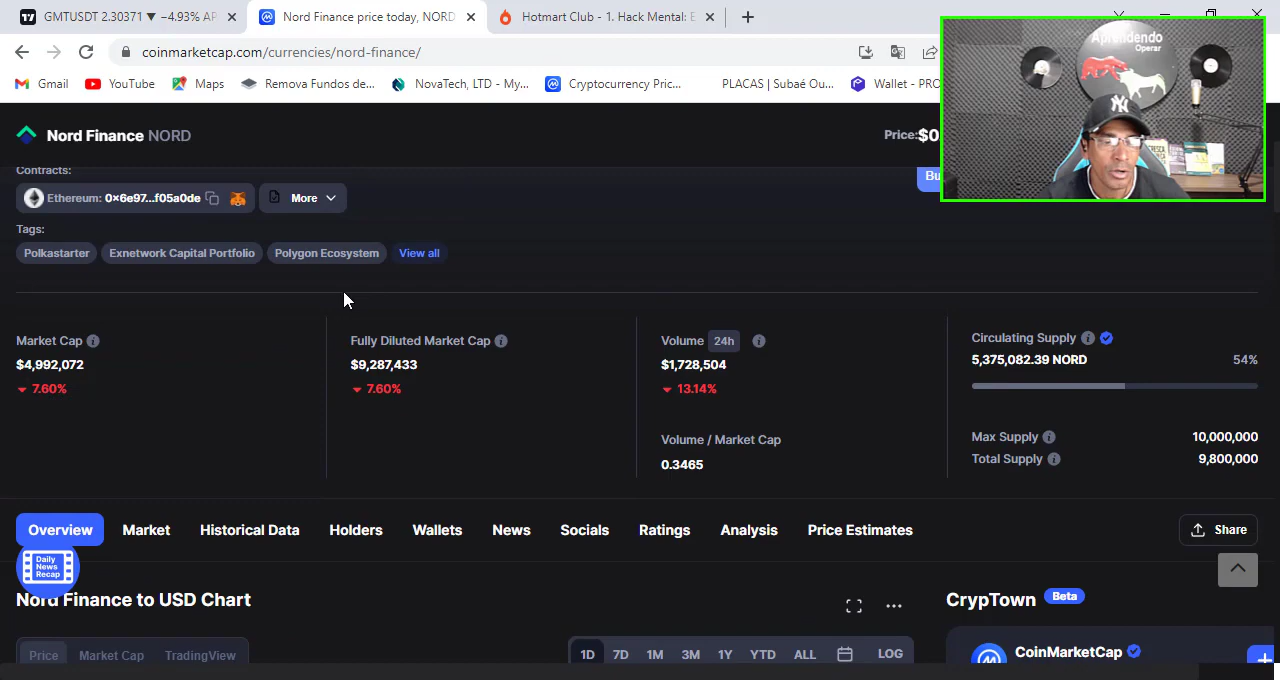 GMTUSDT 2.30371 ▼ −4.93% AP
Nord Finance price today, NORD
Hotmart Club - 1. Hack Mental: E
coinmarketcap.com/currencies/nord-finance/
Gmail
YouTube
Maps
Remova Fundos de...
NovaTech, LTD - My...
Cryptocurrency Pric...
PLACAS | Subaé Ou...
Wallet - PRO
Aprendendo
Operar
Nord Finance NORD
Price:$0
Contracts:
Bu
Ethereum: 0x6e97...f05a0de
More
Tags:
Polkastarter
Exnetwork Capital Portfolio
Polygon Ecosystem
View all
Market Cap
$4,992,072
7.60%
Fully Diluted Market Cap
$9,287,433
7.60%
Volume 24h
$1,728,504
13.14%
Volume / Market Cap
0.3465
Circulating Supply
5,375,082.39 NORD
54%
Max Supply
10,000,000
Total Supply
9,800,000
Overview
Market
Historical Data
Holders
Wallets
News
Socials
Ratings
Analysis
Price Estimates
Share
Daily
News
Recap
Nord Finance to USD Chart
CrypTown Beta
Price
Market Cap
TradingView
1D
7D
1M
3M
1Y
YTD
ALL
LOG
CoinMarketCap